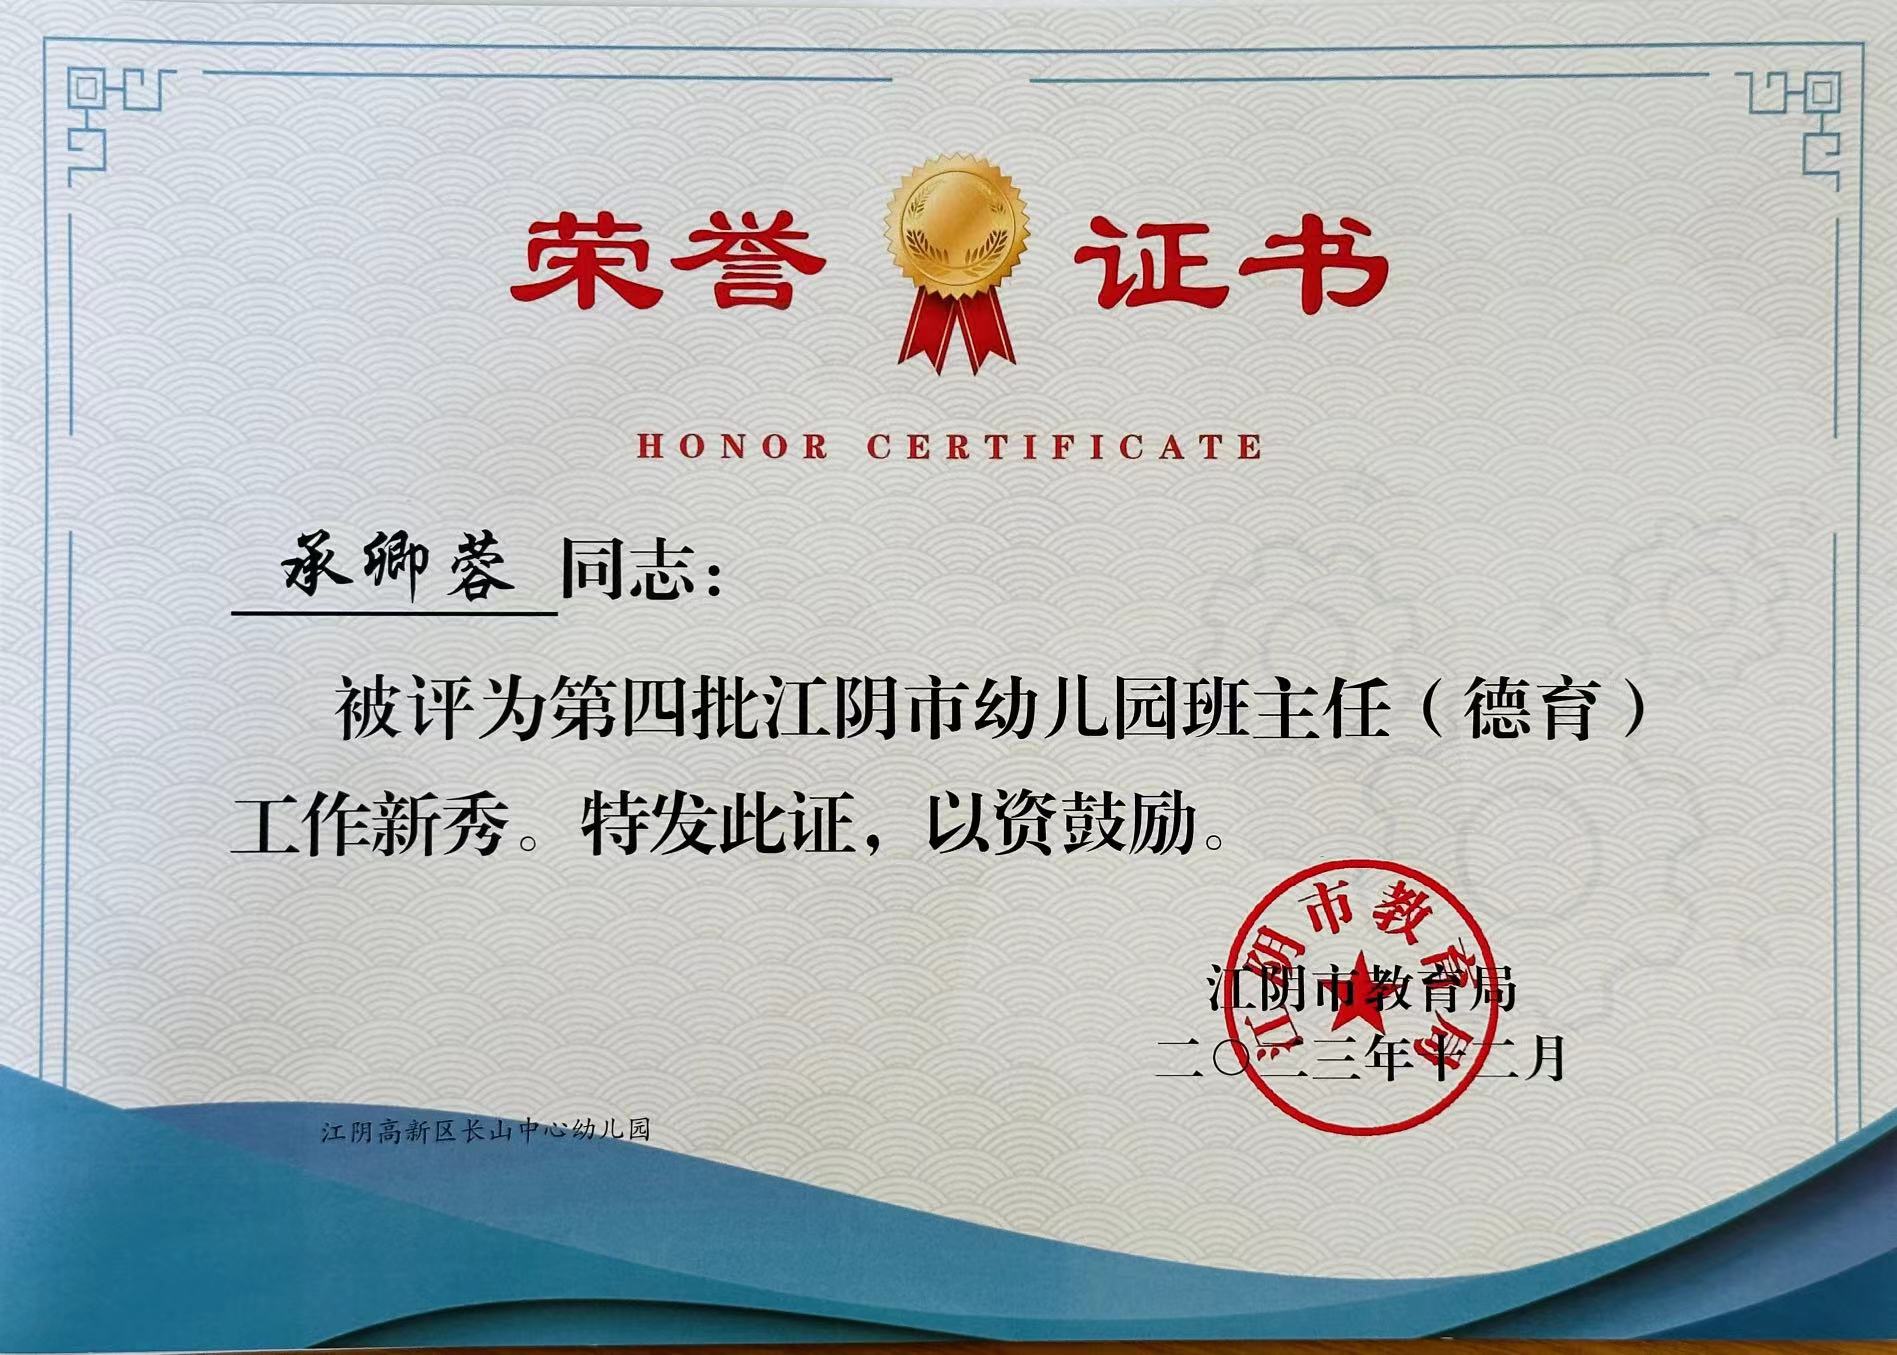 荣誉证书
HONOR CERTIFICATE
承卿蓉同志：
被评为第四批江阴市幼儿园班主任（德育）
工作新秀。特发此证，以资鼓励。
江阴市教育局
江阴市教育局
二〇二三年十二月
江阴高新区长山中心幼儿园